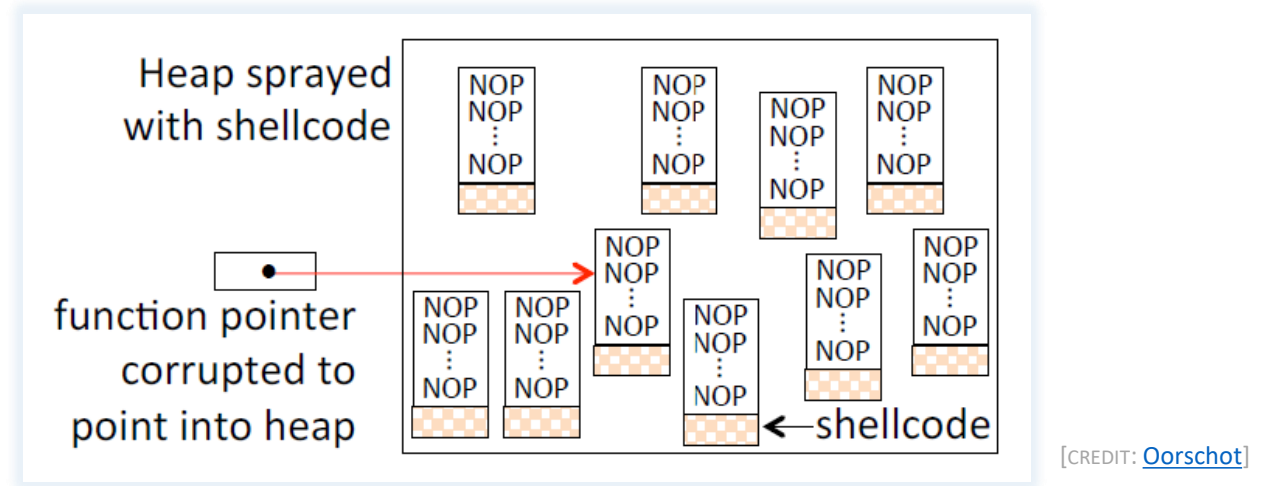 Heap sprayed
with shellcode
NOP
NOP
⋮
NOP
NOP
NOP
⋮
NOP
NOP
NOP
⋮
NOP
NOP
NOP
⋮
NOP
function pointer
corrupted to
point into heap
NOP
NOP
⋮
NOP
NOP
NOP
⋮
NOP
NOP
NOP
⋮
NOP
NOP
NOP
⋮
NOP
NOP
NOP
⋮
NOP
NOP
NOP
⋮
NOP
shellcode
[CREDIT: Oorschot]